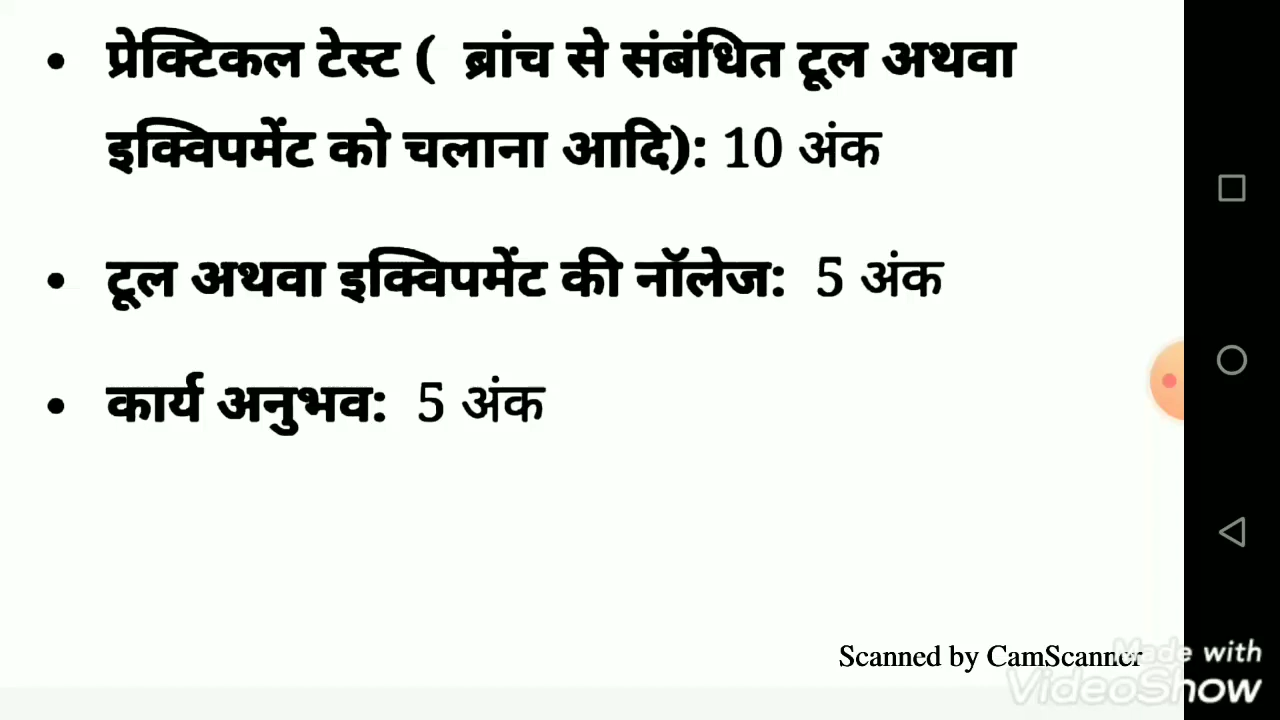 • प्रेक्टिकल टेस्ट ( ब्रांच से संबंधित टूल अथवा
इक्विपमेंट को चलाना आदि): 10 अंक
• टूल अथवा इक्विपमेंट की नॉलेज: 5 अंक
• कार्य अनुभव: 5 अंक
Scanned by CamScanner
Made with
VideoShow